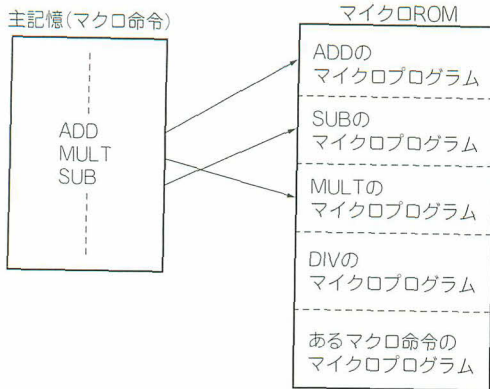 主記憶(マクロ命令)
ADD
MULT
SUB
マイクロROM
ADDの
マイクロプログラム
SUBの
マイクロプログラム
MULTの
マイクロプログラム
DIVの
マイクロプログラム
あるマクロ命令の
マイクロプログラム